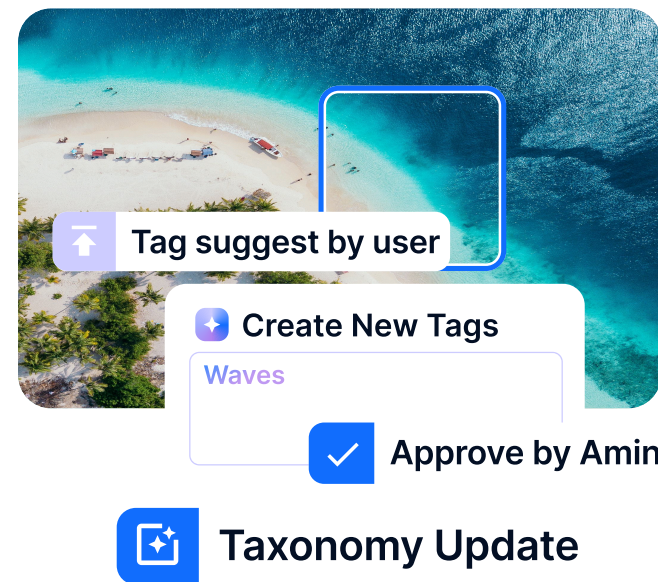 Tag suggest by user
Create New Tags
Waves
Approve by Amin
Taxonomy Update